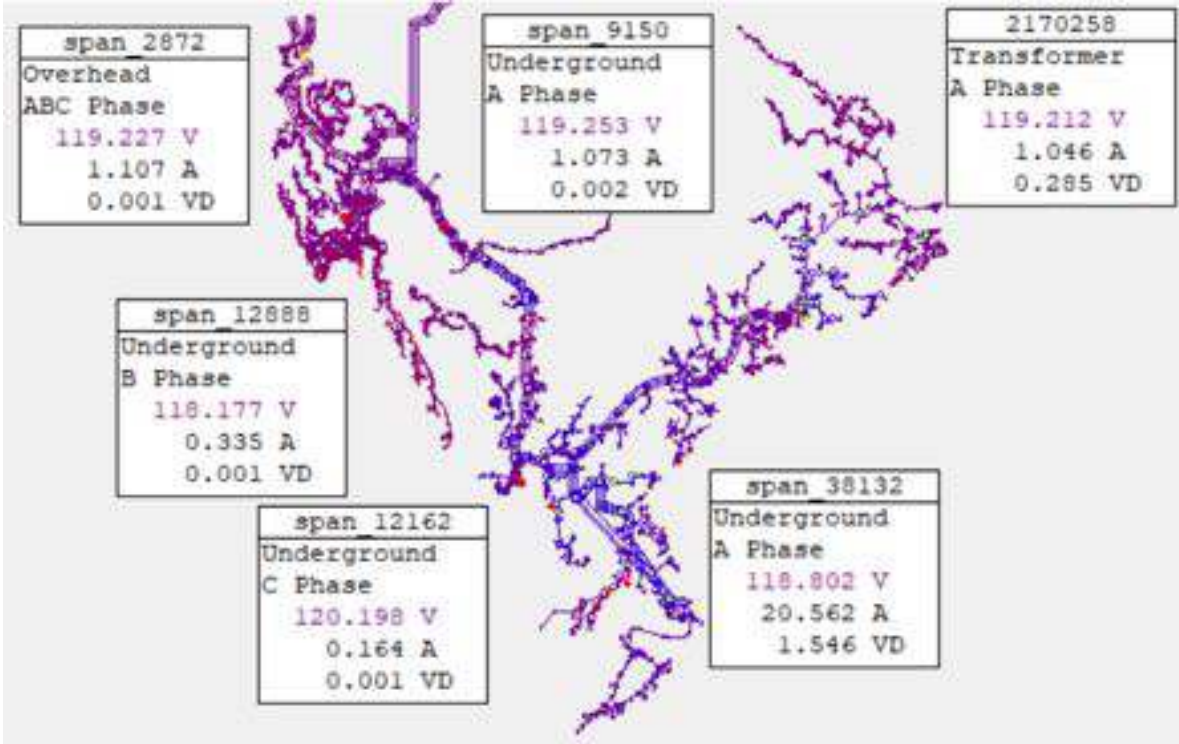 span_2872
Overhead
ABC Phase
119.227 V
1.107 A
0.001 VD
span_9150
Underground
A Phase
119.253 V
1.073 A
0.002 VD
2170258
Transformer
A Phase
119.212 V
1.046 A
0.285 VD
span_12888
Underground
B Phase
118.177 V
0.335 A
0.001 VD
span_12162
Underground
C Phase
120.198 V
0.164 A
0.001 VD
span_38132
Underground
A Phase
118.802 V
20.562 A
1.546 VD